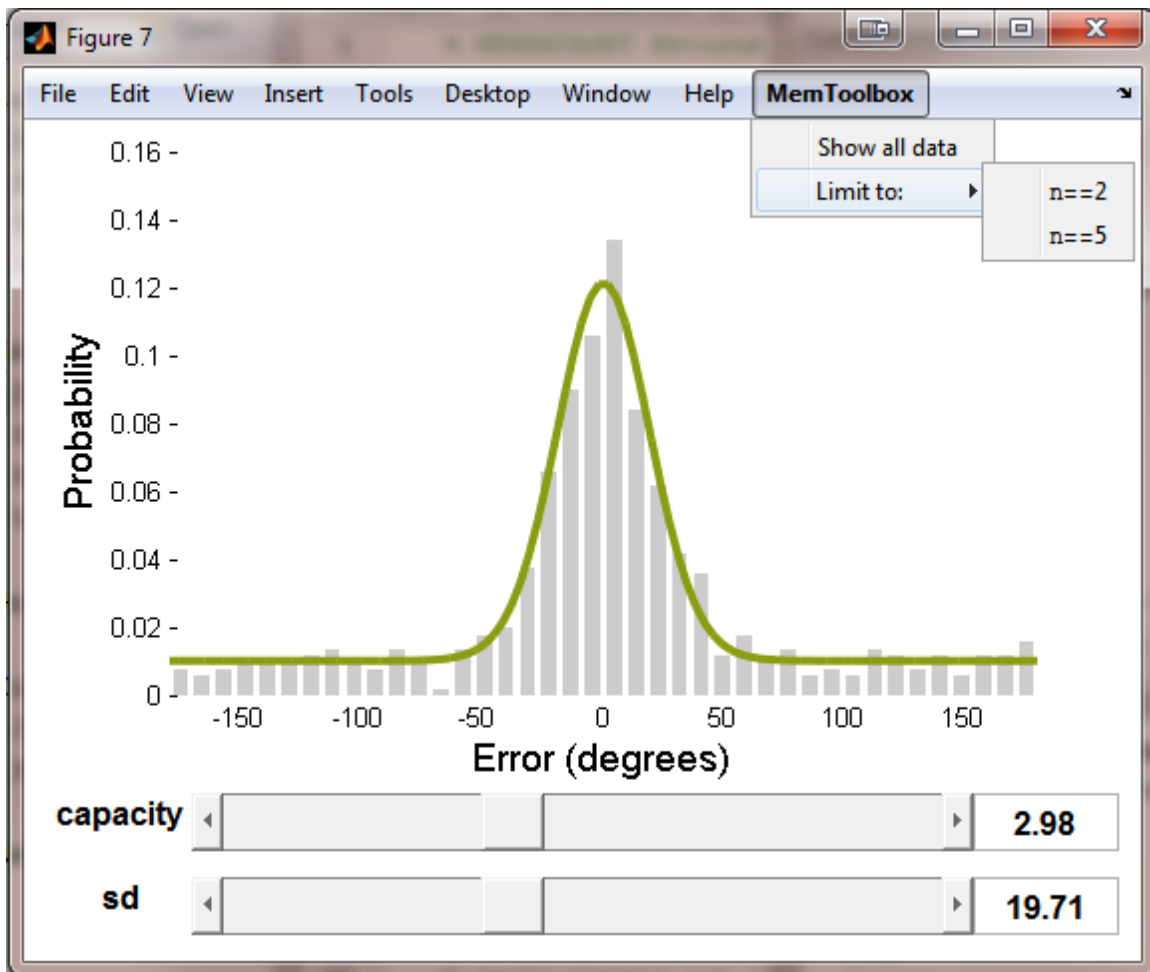 Figure 7
File Edit View Insert Tools Desktop Window Help MemToolbox
Show all data
Limit to:
n==2
n==5
0.16
0.14
0.12
0.1
0.08
0.06
0.04
0.02
0
Probability
-150 -100 -50 0 50 100 150
Error (degrees)
capacity 2.98
sd 19.71